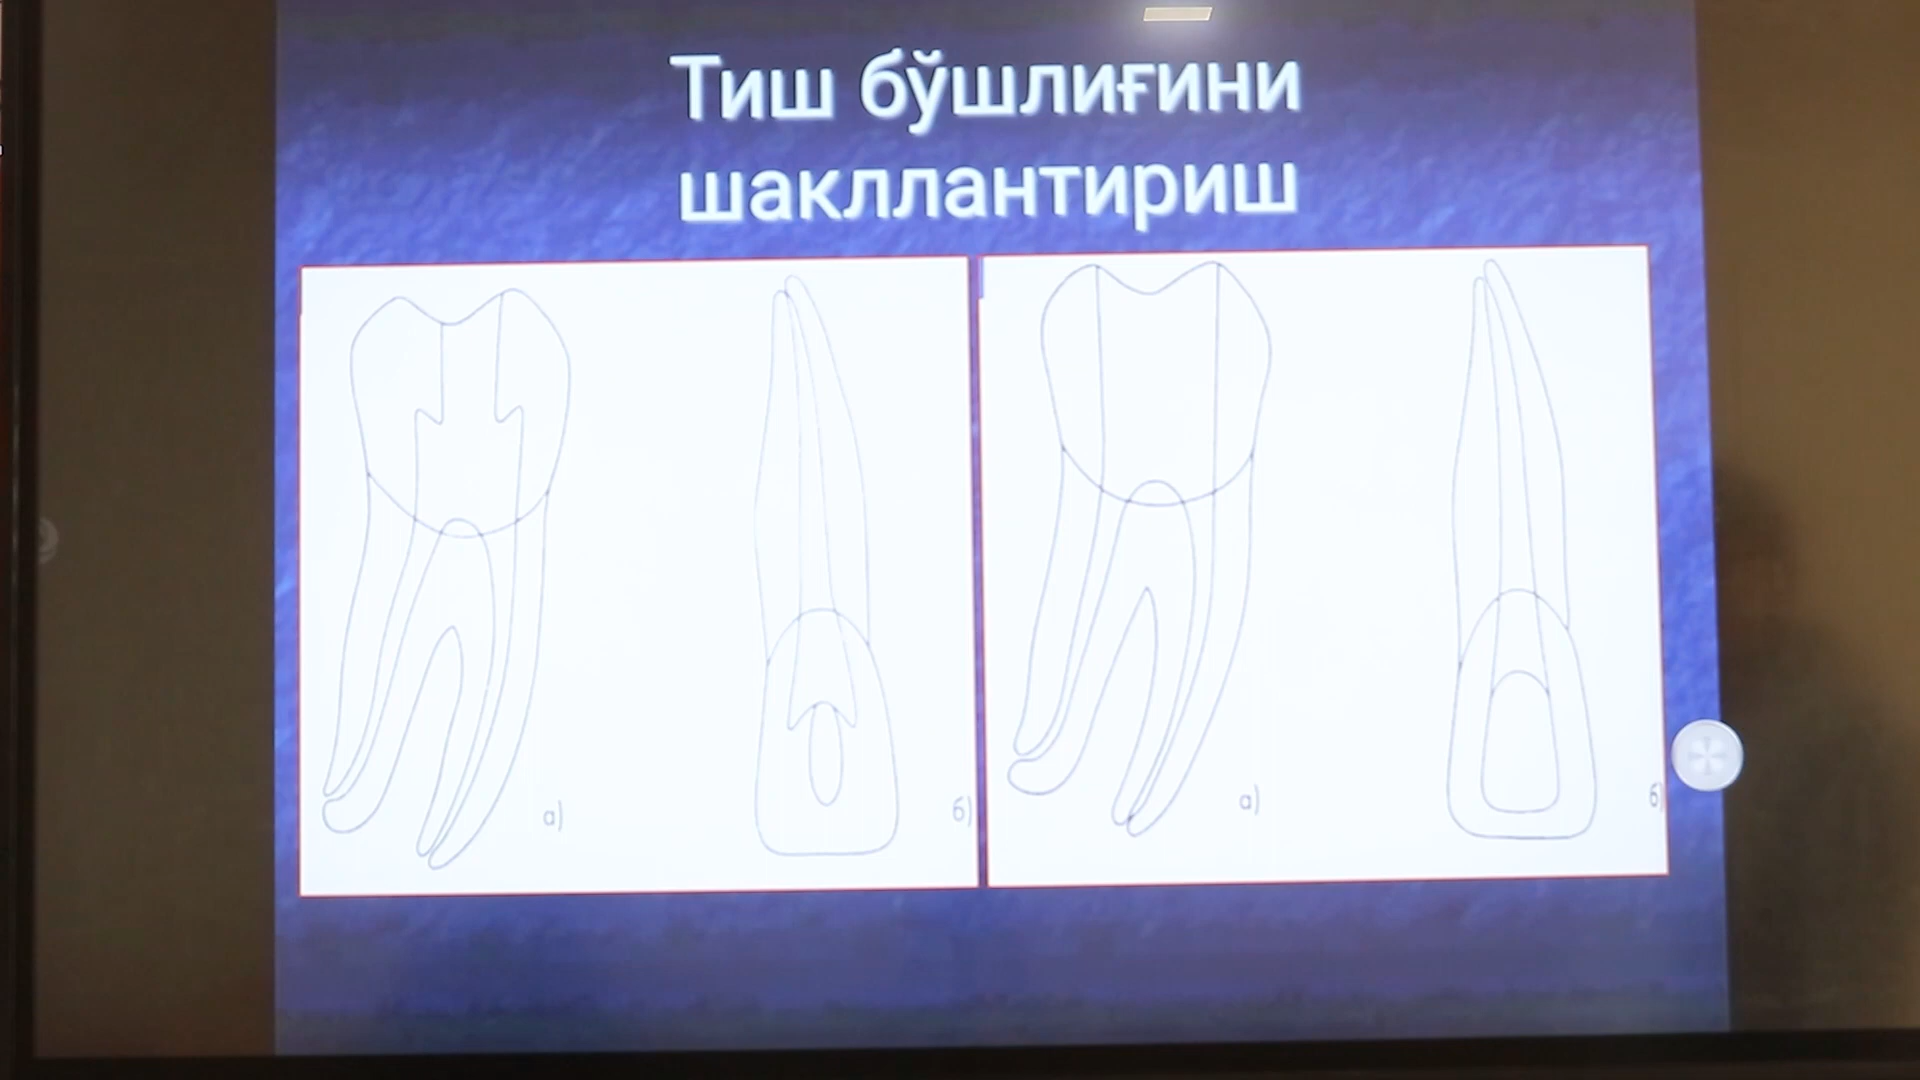 Тиш бўшлиғини
шакллантириш
а)
б)
а)
б)